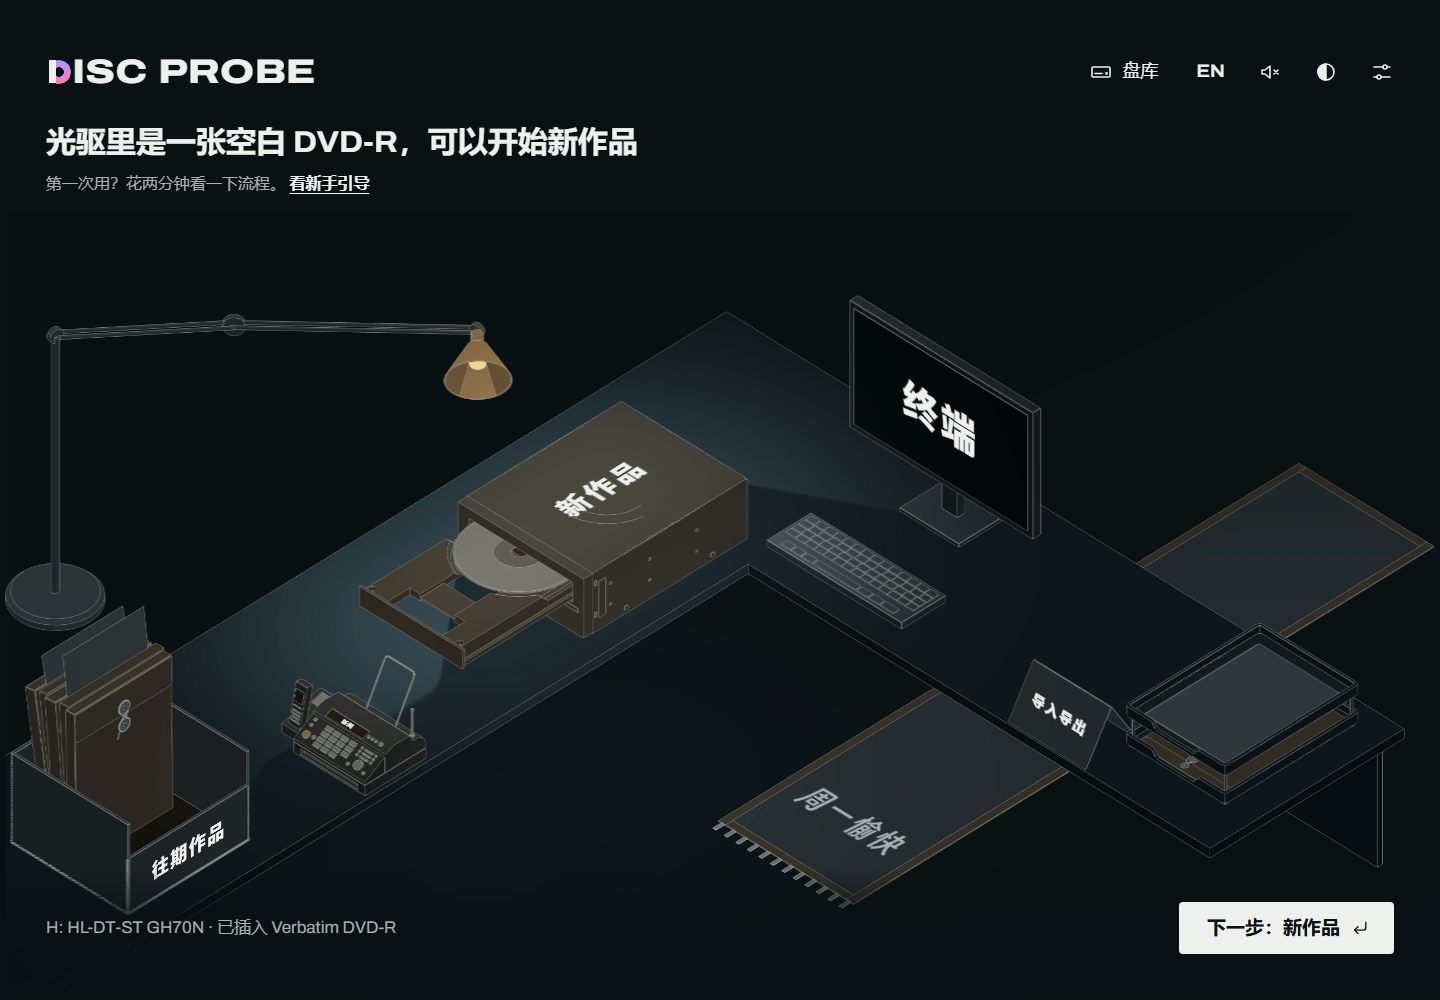 DISC PROBE
盘库
EN
光驱里是一张空白 DVD-R，可以开始新作品
第一次用？花两分钟看一下流程。 看新手引导
终端
新作品
导入导出
周一愉快
往期作品
H: HL-DT-ST GH70N · 已插入 Verbatim DVD-R
下一步：新作品